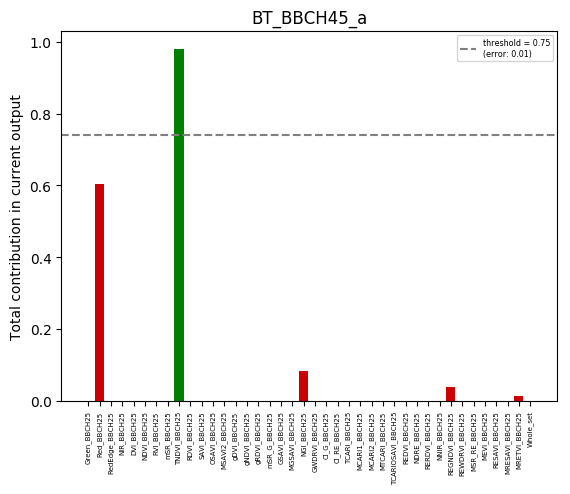 BT_BBCH45_a
threshold = 0.75
(error: 0.01)
Total contribution in current output
1.0
0.8
0.6
0.4
0.2
0.0
Green_BBCH25
Red_BBCH25
RedEdge_BBCH25
NIR_BBCH25
DVI_BBCH25
NDVI_BBCH25
RVI_BBCH25
mSR_BBCH25
TNDVI_BBCH25
RDVI_BBCH25
SAVI_BBCH25
OSAVI_BBCH25
MSAVI2_BBCH25
gDVI_BBCH25
gNDVI_BBCH25
gRDVI_BBCH25
mSR_G_BBCH25
GSAVI_BBCH25
MGSAVI_BBCH25
NGI_BBCH25
GWDRVI_BBCH25
CI_G_BBCH25
CI_RE_BBCH25
TCARI_BBCH25
MCARI1_BBCH25
MCARI2_BBCH25
MTCARI_BBCH25
TCARIOSAVI_BBCH25
REDVI_BBCH25
NDRE_BBCH25
RERDVI_BBCH25
NNIR_BBCH25
REGNDVI_BBCH25
REWDRVI_BBCH25
MSR_RE_BBCH25
MEVI_BBCH25
RESAVI_BBCH25
MRESAVI_BBCH25
MRETVI_BBCH25
Whole_set